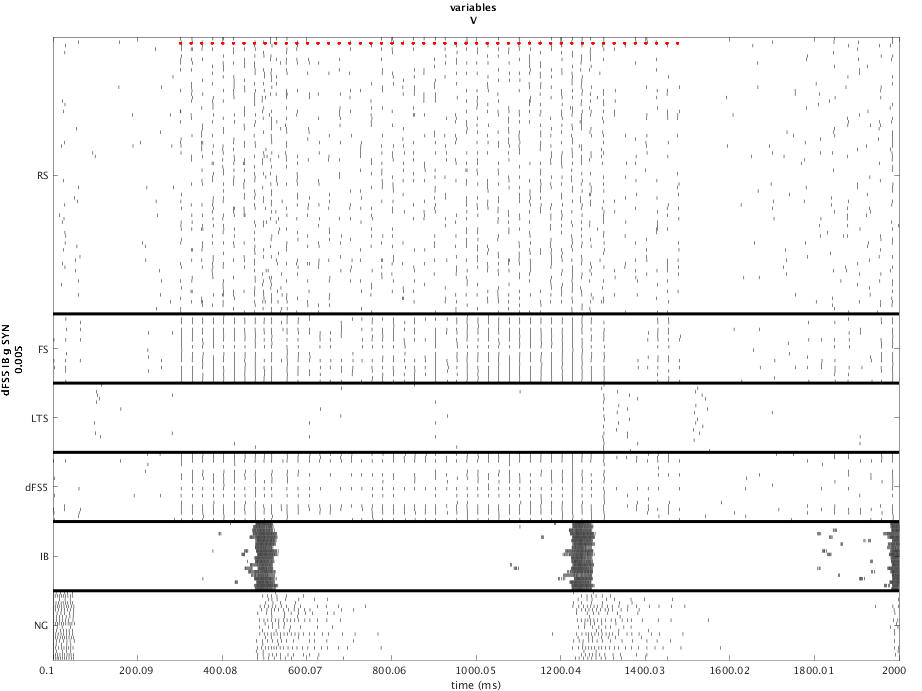 variables
V
RS
FS
LTS
dFS5
IB
NG
dFS5 IB g SYN
0.005
0.1 200.09 400.08 600.07 800.06 1000.05 1200.04 1400.03 1600.02 1800.01 2000
time (ms)